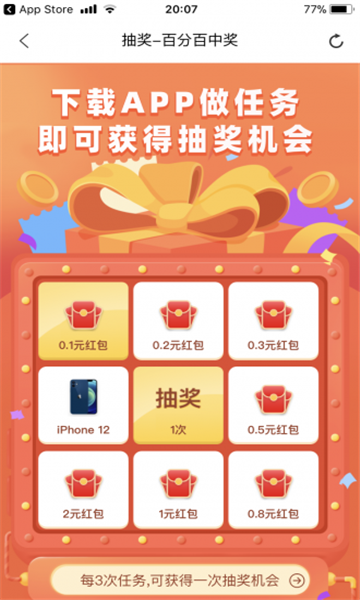 App Store 20:07 77%
抽奖-百分百中奖
下载APP做任务
即可获得抽奖机会
0.1元红包 0.2元红包 0.3元红包
抽奖
iPhone 12 1次 0.5元红包
2元红包 1元红包 0.8元红包
每3次任务,可获得一次抽奖机会